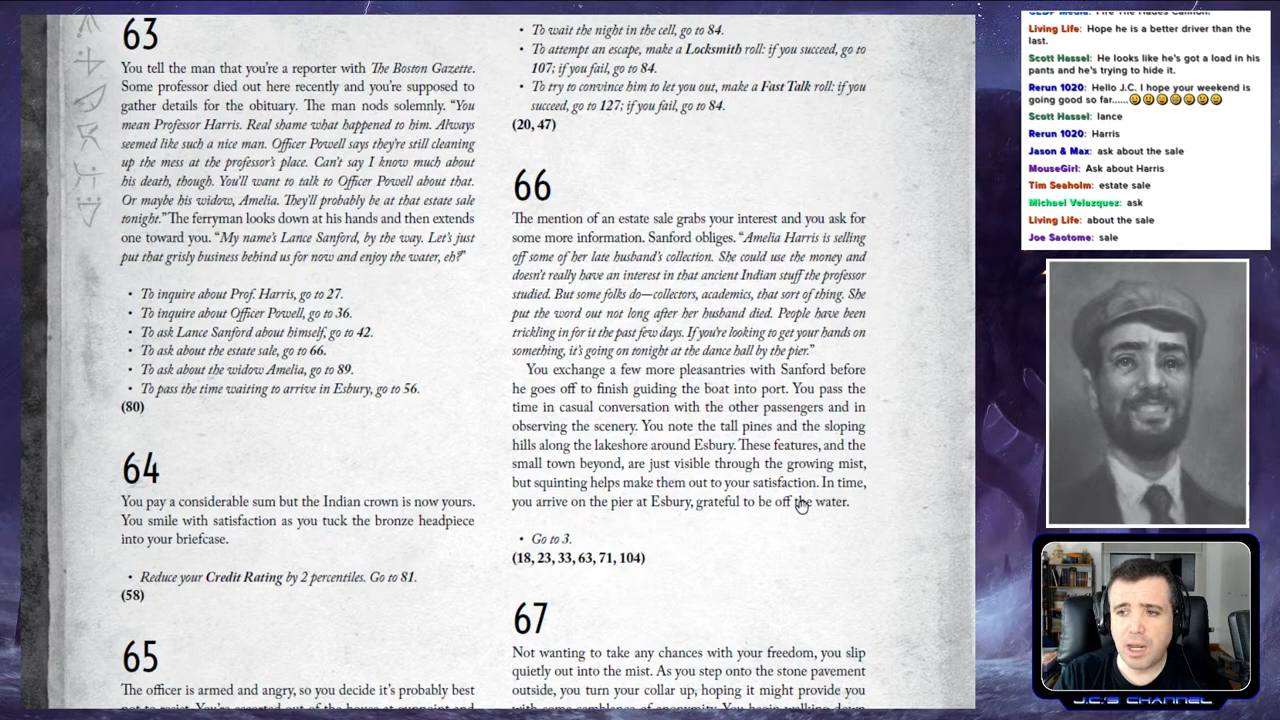 63
You tell the man that you're a reporter with The Boston Gazette.
Some professor died out here recently and you're supposed to
gather details for the obituary. The man nods solemnly. "You
mean Professor Harris. Real shame what happened to him. Always
seemed like such a nice man. Officer Powell says they're still cleaning
up the mess at the professor's place. Can't say I know much about
his death, though. You'll want to talk to Officer Powell about that.
Or maybe his widow, Amelia. They'll probably be at that estate sale
tonight." The ferryman looks down at his hands and then extends
one toward you. "My name's Lance Sanford, by the way. Let's just
put that grisly business behind us for now and enjoy the water, eh?"
• To inquire about Prof. Harris, go to 27.
• To inquire about Officer Powell, go to 36.
• To ask Lance Sanford about himself, go to 42.
• To ask about the estate sale, go to 66.
• To ask about the widow Amelia, go to 89.
• To pass the time waiting to arrive in Esbury, go to 56.
(80)
64
You pay a considerable sum but the Indian crown is now yours.
You smile with satisfaction as you tuck the bronze headpiece
into your briefcase.
• Reduce your Credit Rating by 2 percentiles. Go to 81.
(58)
65
The officer is armed and angry, so you decide it's probably best
• To wait the night in the cell, go to 84.
• To attempt an escape, make a Locksmith roll: if you succeed, go to
107; if you fail, go to 84.
• To try to convince him to let you out, make a Fast Talk roll: if you
succeed, go to 127; if you fail, go to 84.
(20, 47)
66
The mention of an estate sale grabs your interest and you ask for
some more information. Sanford obliges. "Amelia Harris is selling
off some of her late husband's collection. She could use the money and
doesn't really have an interest in that ancient Indian stuff the professor
studied. But some folks do—collectors, academics, that sort of thing. She
put the word out not long after her husband died. People have been
trickling in for it the past few days. If you're looking to get your hands on
something, it's going on tonight at the dance hall by the pier."
You exchange a few more pleasantries with Sanford before
he goes off to finish guiding the boat into port. You pass the
time in casual conversation with the other passengers and in
observing the scenery. You note the tall pines and the sloping
hills along the lakeshore around Esbury. These features, and the
small town beyond, are just visible through the growing mist,
but squinting helps make them out to your satisfaction. In time,
you arrive on the pier at Esbury, grateful to be off the water.
• Go to 3.
(18, 23, 33, 63, 71, 104)
67
Not wanting to take any chances with your freedom, you slip
quietly out into the mist. As you step onto the stone pavement
outside, you turn your collar up, hoping it might provide you
Living Life: Hope he is a better driver than the
last.
Scott Hassel: He looks like he's got a load in his
pants and he's trying to hide it.
Rerun 1020: Hello J.C. I hope your weekend is
going good so far......
Scott Hassel: lance
Rerun 1020: Harris
Jason & Max: ask about the sale
MouseGirl: Ask about Harris
Tim Seaholm: estate sale
Michael Velazquez: ask
Living Life: about the sale
Joe Saotome: sale
J.C.'S CHANNEL